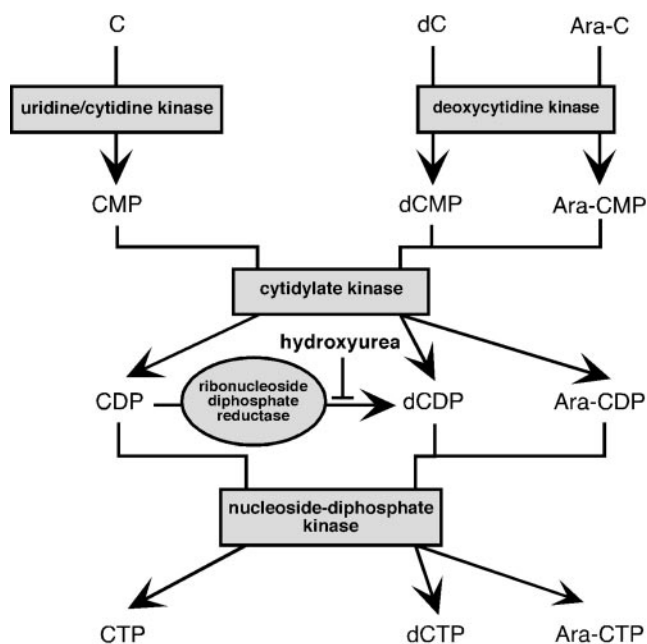 C dC Ara-C
uridine/cytidine kinase deoxycytidine kinase
CMP dCMP Ara-CMP
cytidylate kinase
hydroxyurea
ribonucleoside
diphosphate
reductase
CDP dCDP Ara-CDP
nucleoside-diphosphate
kinase
CTP dCTP Ara-CTP